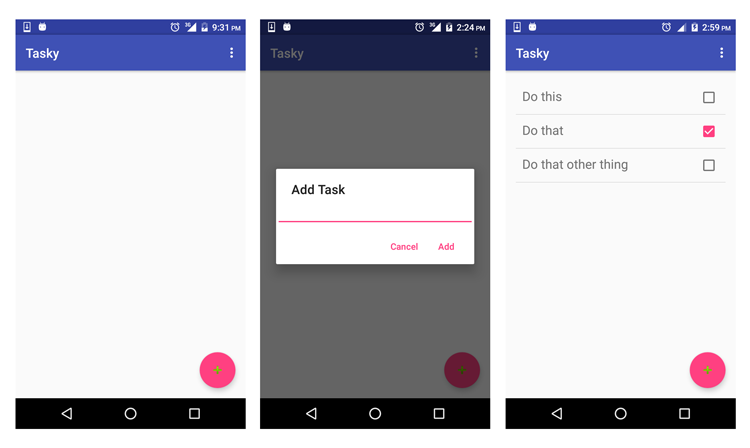 3G 9:31 PM
Tasky
3G 2:24 PM
Tasky
Add Task
Cancel Add
2:59 PM
Tasky
Do this
Do that
Do that other thing